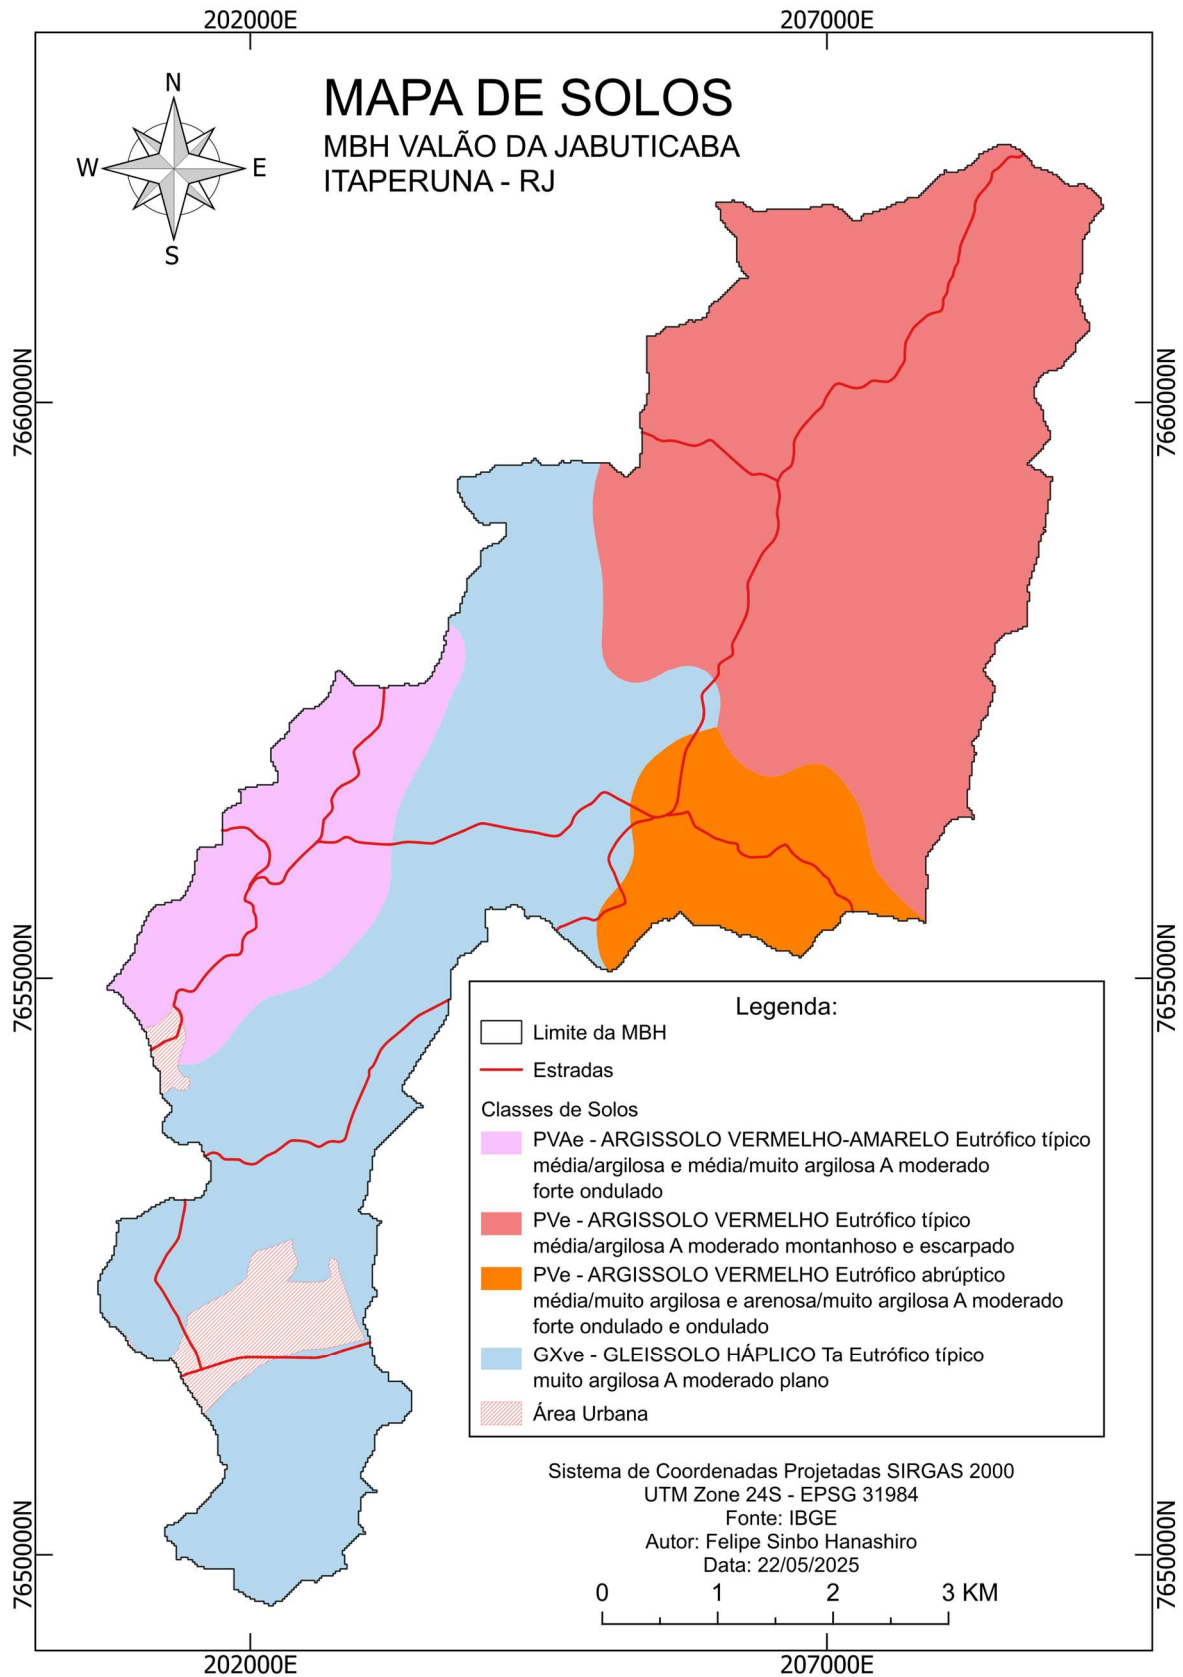 202000E
207000E
N
W
E
S
MAPA DE SOLOS
MBH VALÃO DA JABUTICABA
ITAPERUNA - RJ
7660000N
7660000N
7655000N
7655000N
Legenda:
Limite da MBH
Estradas
Classes de Solos
PVAe - ARGISSOLO VERMELHO-AMARELO Eutrófico típico
média/argilosa e média/muito argilosa A moderado
forte ondulado
PVe - ARGISSOLO VERMELHO Eutrófico típico
média/argilosa A moderado montanhoso e escarpado
PVe - ARGISSOLO VERMELHO Eutrófico abrúptico
média/muito argilosa e arenosa/muito argilosa A moderado
forte ondulado e ondulado
GXve - GLEISSOLO HÁPLICO Ta Eutrófico típico
muito argilosa A moderado plano
Área Urbana
Sistema de Coordenadas Projetadas SIRGAS 2000
UTM Zone 24S - EPSG 31984
Fonte: IBGE
Autor: Felipe Sinbo Hanashiro
Data: 22/05/2025
7650000N
7650000N
0 1 2 3 KM
202000E
207000E